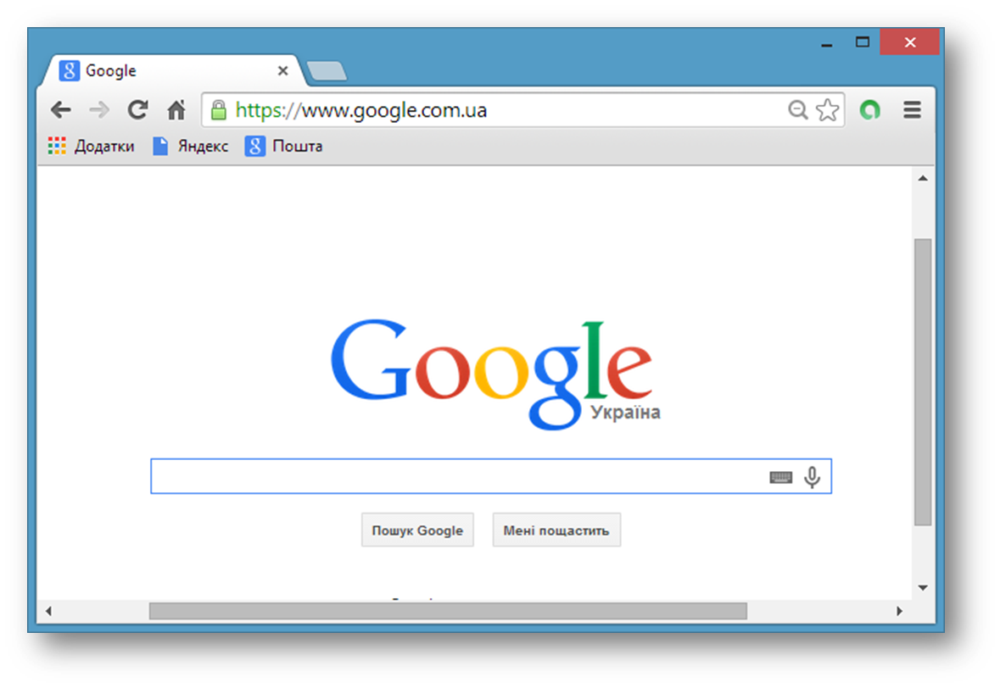 Google
https://www.google.com.ua
Додатки Яндекс Пошта
Google
Україна
Пошук Google Мені пощастить